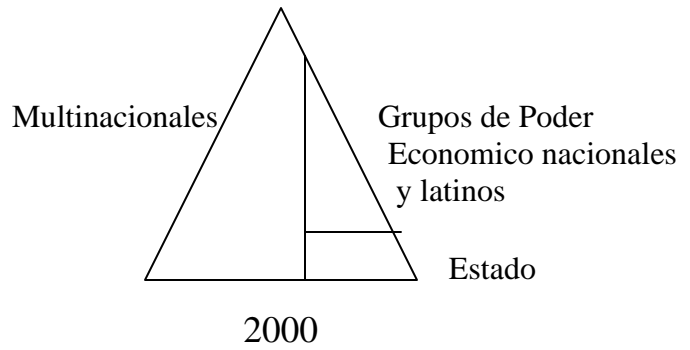 Multinacionales
Grupos de Poder
Economico nacionales
y latinos
Estado
2000